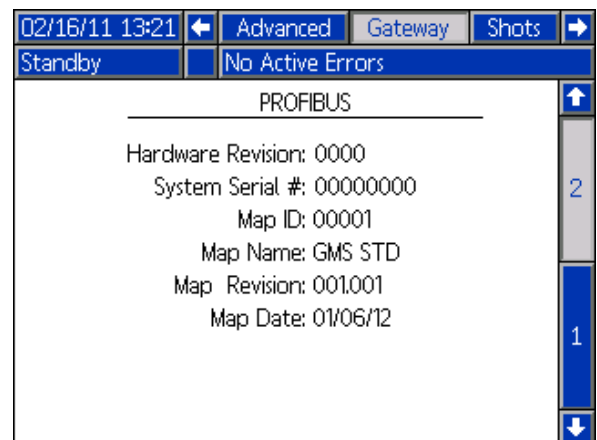 02/16/11 13:21 Advanced Gateway Shots
Standby No Active Errors
PROFIBUS
Hardware Revision: 0000
System Serial #: 00000000
2
Map ID: 00001
Map Name: GMS STD
Map Revision: 001.001
Map Date: 01/06/12
1